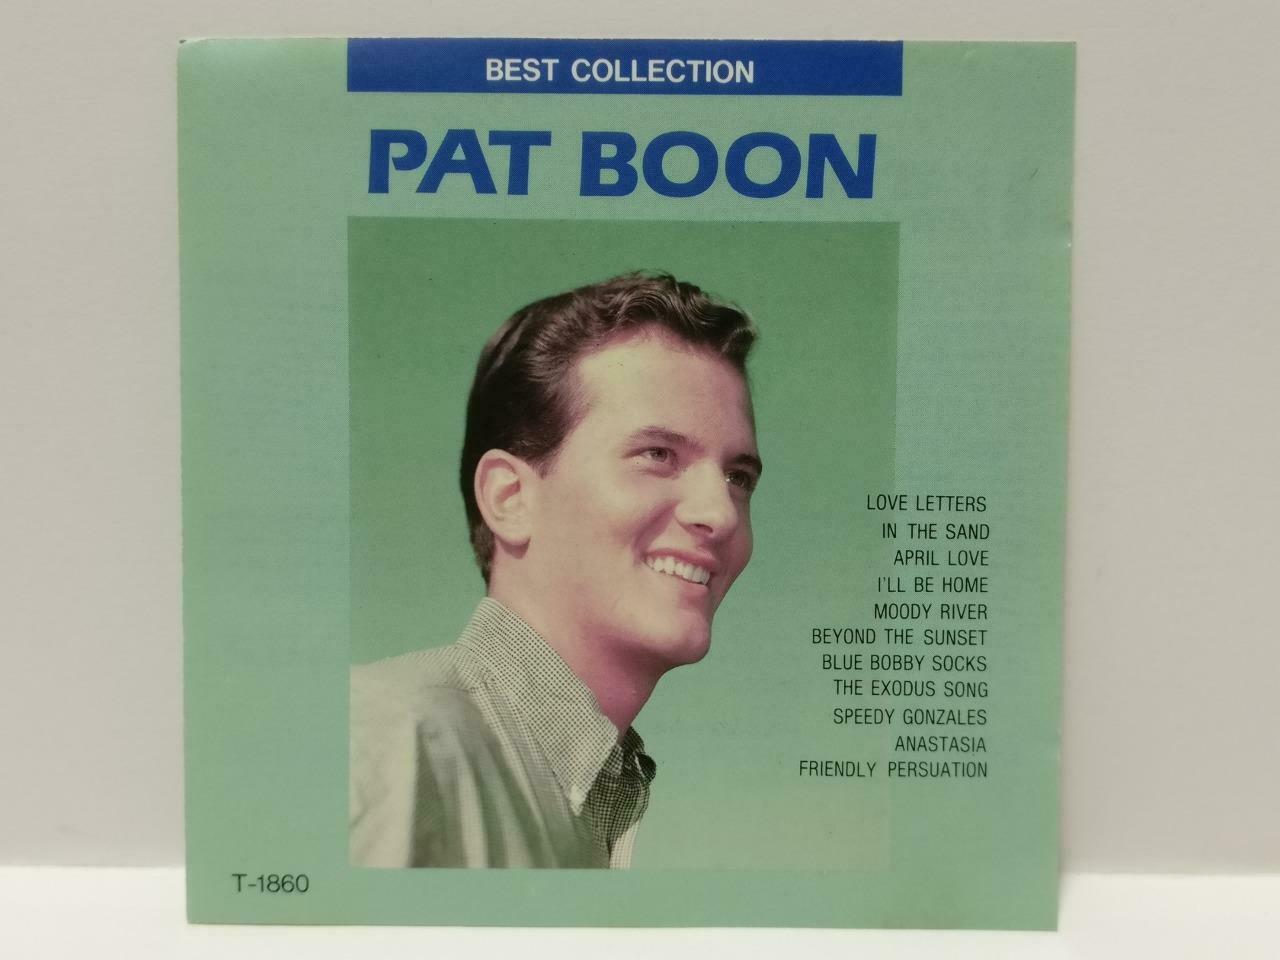 BEST COLLECTION
PAT BOON
LOVE LETTERS
IN THE SAND
APRIL LOVE
I'LL BE HOME
MOODY RIVER
BEYOND THE SUNSET
BLUE BOBBY SOCKS
THE EXODUS SONG
SPEEDY GONZALES
ANASTASIA
FRIENDLY PERSUATION
T-1860